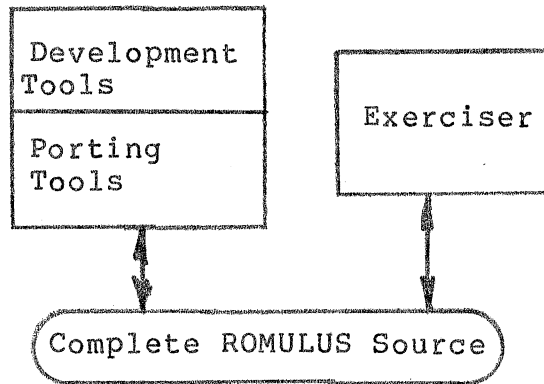 Development
Tools
Porting
Tools
Exerciser
Complete ROMULUS Source